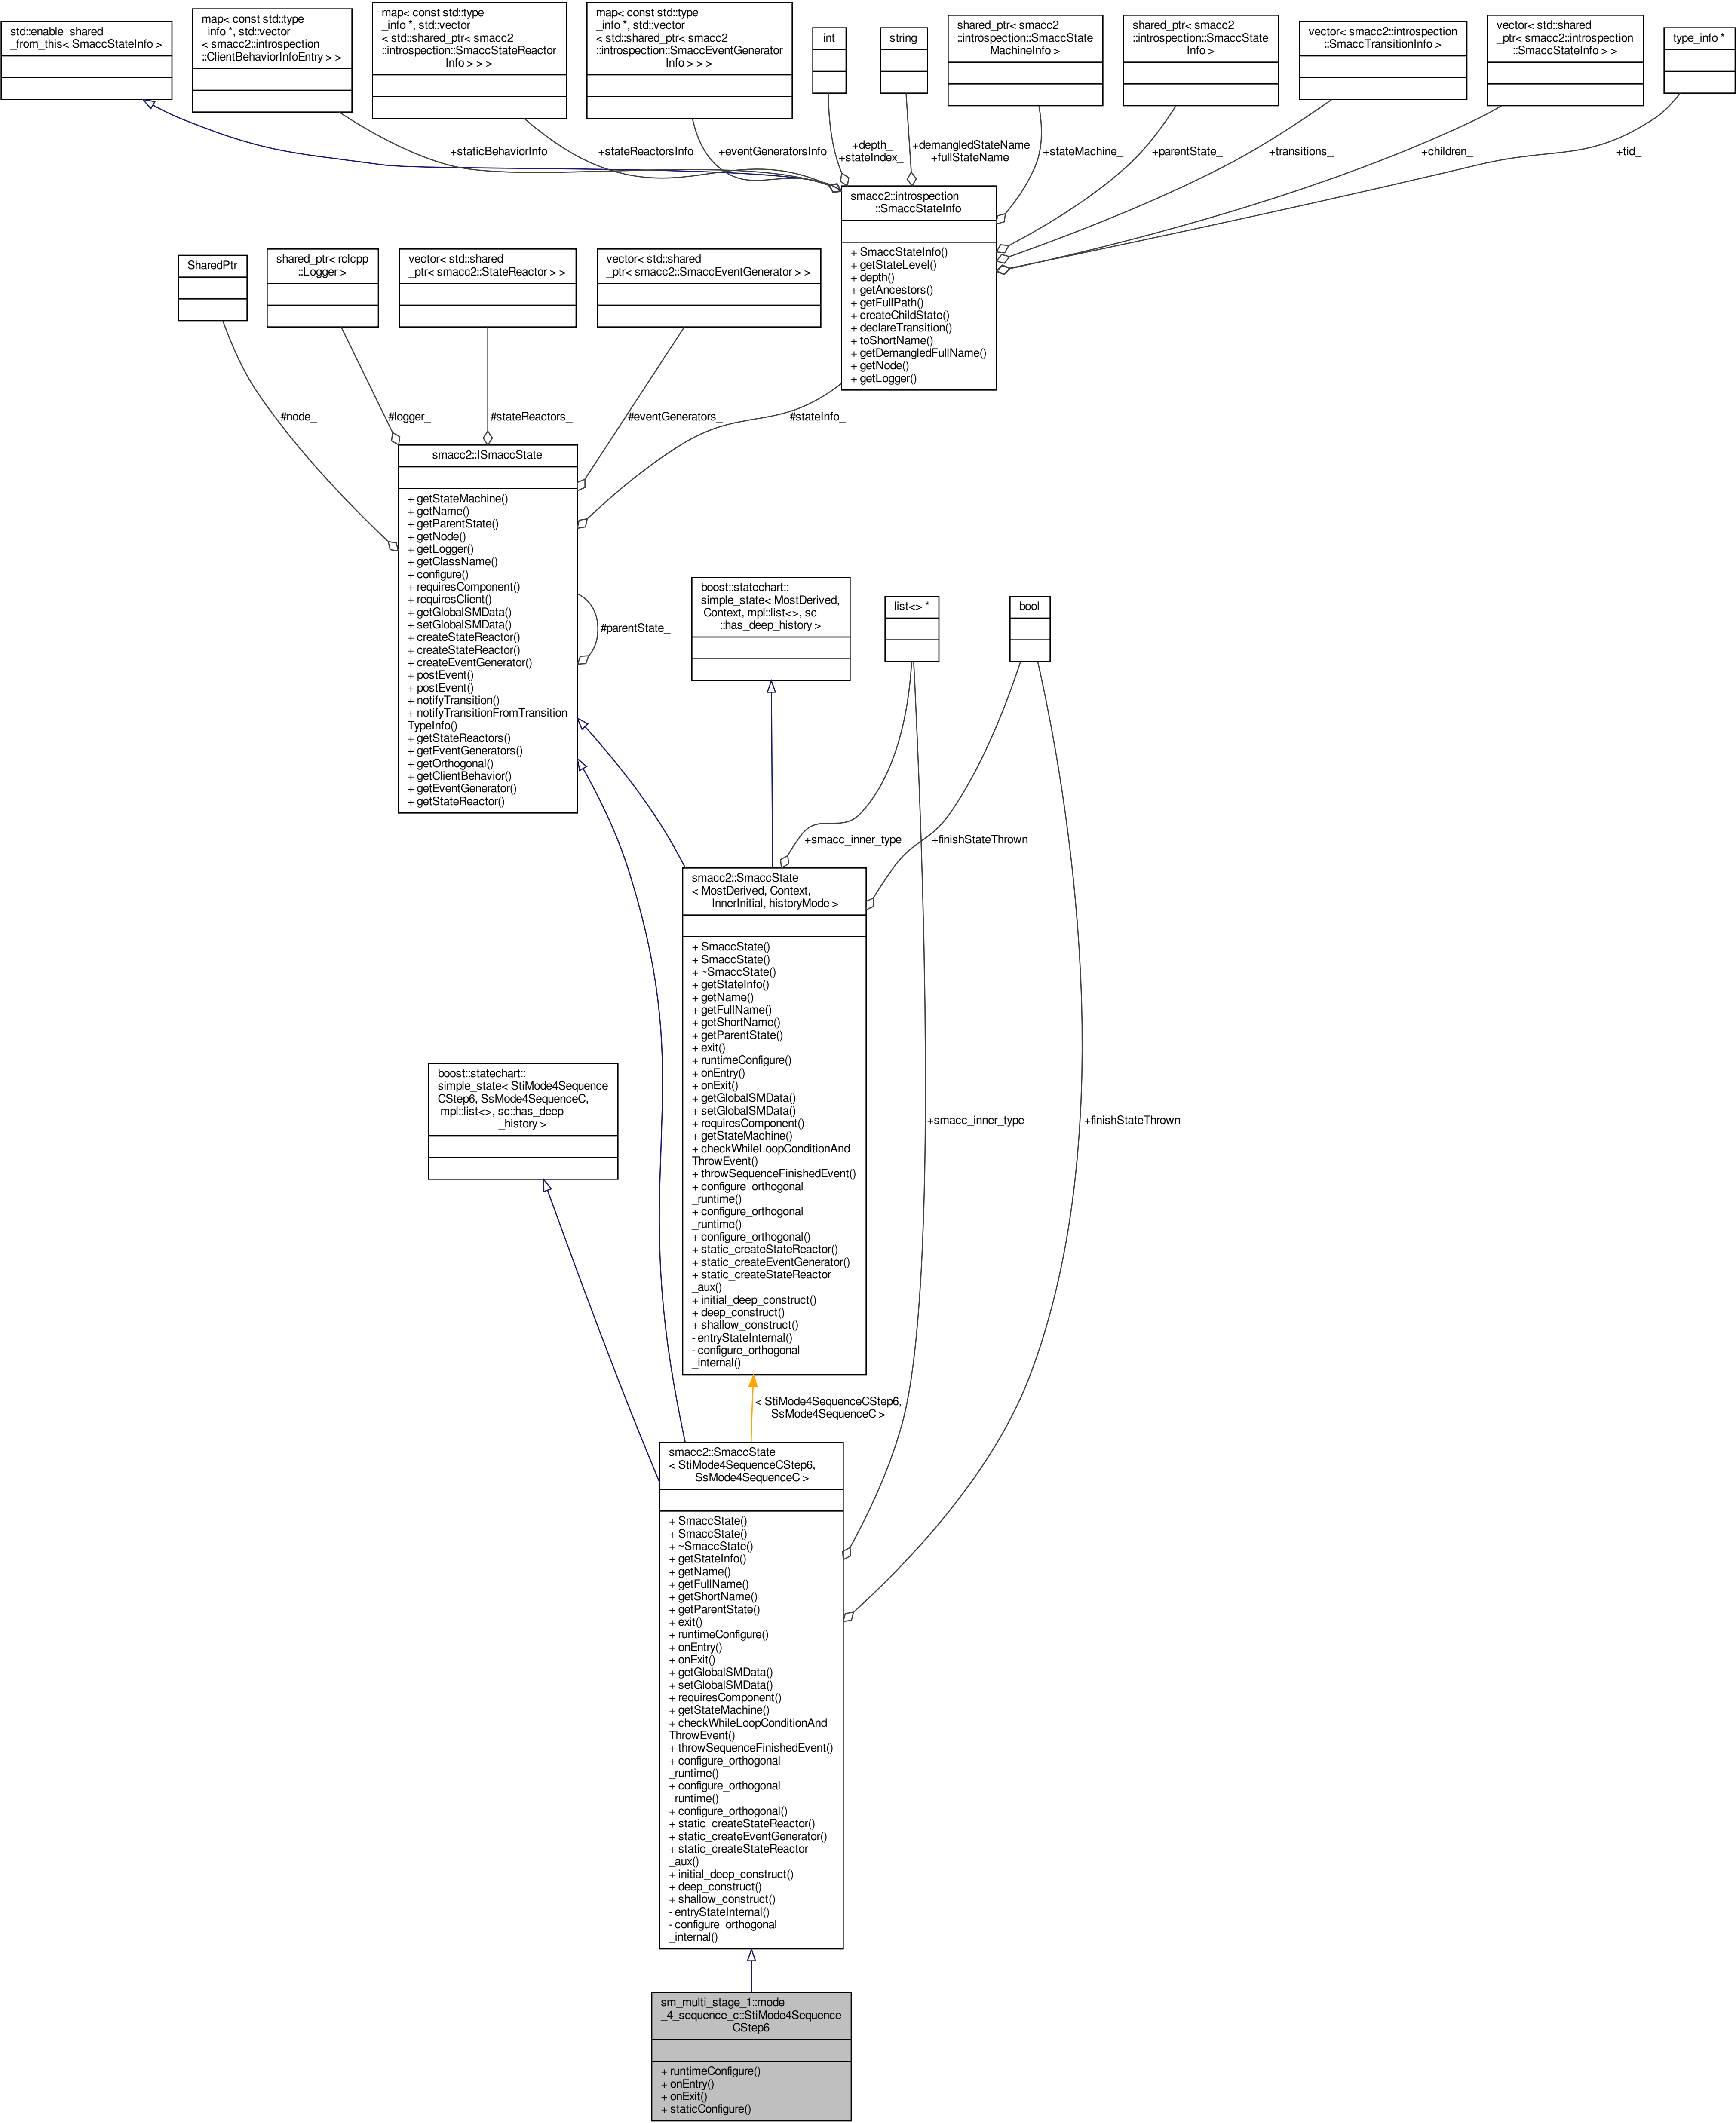 std::enable_shared
_from_this< SmaccStateInfo >
map< const std::type
_info *, std::vector
< smacc2::introspection
::ClientBehaviorInfoEntry > >
map< const std::type
_info *, std::vector
< std::shared_ptr< smacc2
::introspection::SmaccStateReactor
Info > > >
map< const std::type
_info *, std::vector
< std::shared_ptr< smacc2
::introspection::SmaccEventGenerator
Info > > >
int
string
shared_ptr< smacc2
::introspection::SmaccState
MachineInfo >
shared_ptr< smacc2
::introspection::SmaccState
Info >
vector< smacc2::introspection
::SmaccTransitionInfo >
vector< std::shared
_ptr< smacc2::introspection
::SmaccStateInfo > >
type_info *
+staticBehaviorInfo
+stateReactorsInfo
+eventGeneratorsInfo
+depth_
+stateIndex_
+demangledStateName
+fullStateName
+stateMachine_
+parentState_
+transitions_
+children_
+tid_
smacc2::introspection
::SmaccStateInfo
+ SmaccStateInfo()
+ getStateLevel()
+ depth()
+ getAncestors()
+ getFullPath()
+ createChildState()
+ declareTransition()
+ toShortName()
+ getDemangledFullName()
+ getNode()
+ getLogger()
SharedPtr
shared_ptr< rclcpp
::Logger >
vector< std::shared
_ptr< smacc2::StateReactor > >
vector< std::shared
_ptr< smacc2::SmaccEventGenerator > >
#node_
#logger_
#stateReactors_
#eventGenerators_
#stateInfo_
smacc2::ISmaccState
+ getStateMachine()
+ getName()
+ getParentState()
+ getNode()
+ getLogger()
+ getClassName()
+ configure()
+ requiresComponent()
+ requiresClient()
+ getGlobalSMData()
+ setGlobalSMData()
+ createStateReactor()
+ createStateReactor()
+ createEventGenerator()
+ postEvent()
+ postEvent()
+ notifyTransition()
+ notifyTransitionFromTransition
TypeInfo()
+ getStateReactors()
+ getEventGenerators()
+ getOrthogonal()
+ getClientBehavior()
+ getEventGenerator()
+ getStateReactor()
#parentState_
boost::statechart::
simple_state< MostDerived,
Context, mpl::list<>, sc
::has_deep_history >
list<> *
bool
+smacc_inner_type
+finishStateThrown
smacc2::SmaccState
< MostDerived, Context,
InnerInitial, historyMode >
+ SmaccState()
+ SmaccState()
+ ~SmaccState()
+ getStateInfo()
+ getName()
+ getFullName()
+ getShortName()
+ getParentState()
+ exit()
+ runtimeConfigure()
+ onEntry()
+ onExit()
+ getGlobalSMData()
+ setGlobalSMData()
+ requiresComponent()
+ getStateMachine()
+ checkWhileLoopConditionAnd
ThrowEvent()
+ throwSequenceFinishedEvent()
+ configure_orthogonal
_runtime()
+ configure_orthogonal
_runtime()
+ configure_orthogonal()
+ static_createStateReactor()
+ static_createEventGenerator()
+ static_createStateReactor
_aux()
+ initial_deep_construct()
+ deep_construct()
+ shallow_construct()
- entryStateInternal()
- configure_orthogonal
_internal()
boost::statechart::
simple_state< StiMode4Sequence
CStep6, SsMode4SequenceC,
mpl::list<>, sc::has_deep
_history >
+smacc_inner_type
+finishStateThrown
< StiMode4SequenceCStep6,
SsMode4SequenceC >
smacc2::SmaccState
< StiMode4SequenceCStep6,
SsMode4SequenceC >
+ SmaccState()
+ SmaccState()
+ ~SmaccState()
+ getStateInfo()
+ getName()
+ getFullName()
+ getShortName()
+ getParentState()
+ exit()
+ runtimeConfigure()
+ onEntry()
+ onExit()
+ getGlobalSMData()
+ setGlobalSMData()
+ requiresComponent()
+ getStateMachine()
+ checkWhileLoopConditionAnd
ThrowEvent()
+ throwSequenceFinishedEvent()
+ configure_orthogonal
_runtime()
+ configure_orthogonal
_runtime()
+ configure_orthogonal()
+ static_createStateReactor()
+ static_createEventGenerator()
+ static_createStateReactor
_aux()
+ initial_deep_construct()
+ deep_construct()
+ shallow_construct()
- entryStateInternal()
- configure_orthogonal
_internal()
sm_multi_stage_1::mode
_4_sequence_c::StiMode4Sequence
CStep6
+ runtimeConfigure()
+ onEntry()
+ onExit()
+ staticConfigure()